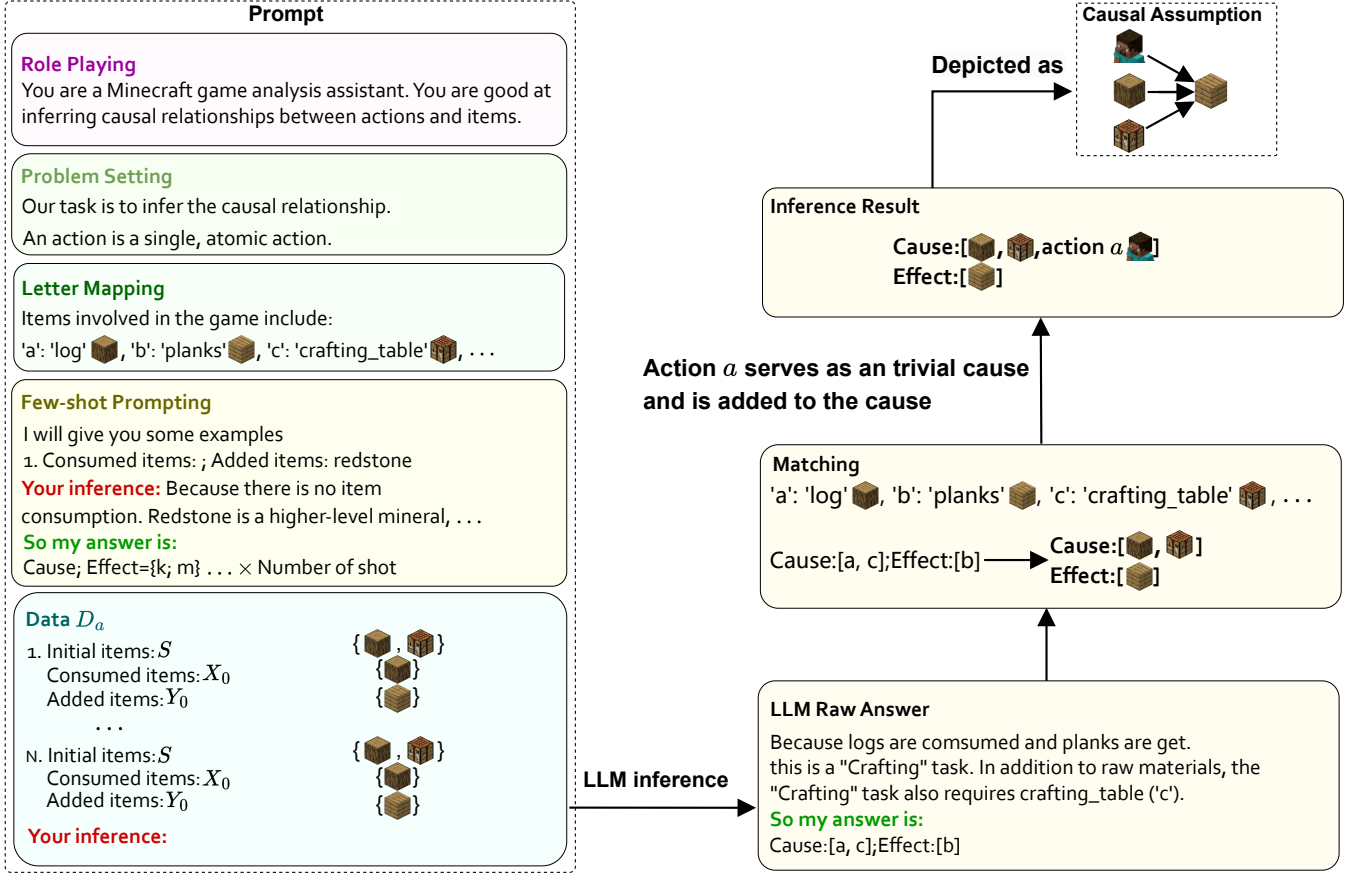 Prompt
Role Playing
You are a Minecraft game analysis assistant. You are good at
inferring causal relationships between actions and items.
Problem Setting
Our task is to infer the causal relationship.
An action is a single, atomic action.
Letter Mapping
Items involved in the game include:
'a': 'log' , 'b': 'planks' , 'c': 'crafting_table' , ...
Few-shot Prompting
I will give you some examples
1. Consumed items: ; Added items: redstone
Your inference: Because there is no item
consumption. Redstone is a higher-level mineral, ...
So my answer is:
Cause; Effect={k; m} ... × Number of shot
Data D_a
1. Initial items: S { , }
Consumed items: X_0 { }
Added items: Y_0 { }
...
N. Initial items: S { , }
Consumed items: X_0 { }
Added items: Y_0 { }
Your inference:
LLM inference
LLM Raw Answer
Because logs are comsumed and planks are get.
this is a "Crafting" task. In addition to raw materials, the
"Crafting" task also requires crafting_table ('c').
So my answer is:
Cause:[a, c];Effect:[b]
Matching
'a': 'log' , 'b': 'planks' , 'c': 'crafting_table' , ...
Cause:[a, c];Effect:[b]
Cause:[ , ]
Effect:[ ]
Action a serves as an trivial cause
and is added to the cause
Inference Result
Cause:[ , ,action a ]
Effect:[ ]
Depicted as
Causal Assumption